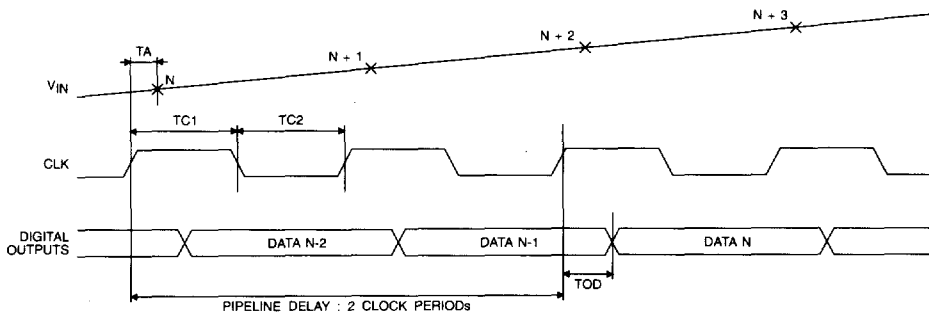 N + 3
N + 2
N + 1
TA
N
VIN
TC1
TC2
CLK
DIGITAL
OUTPUTS
DATA N-2
DATA N-1
DATA N
TOD
PIPELINE DELAY : 2 CLOCK PERIODs